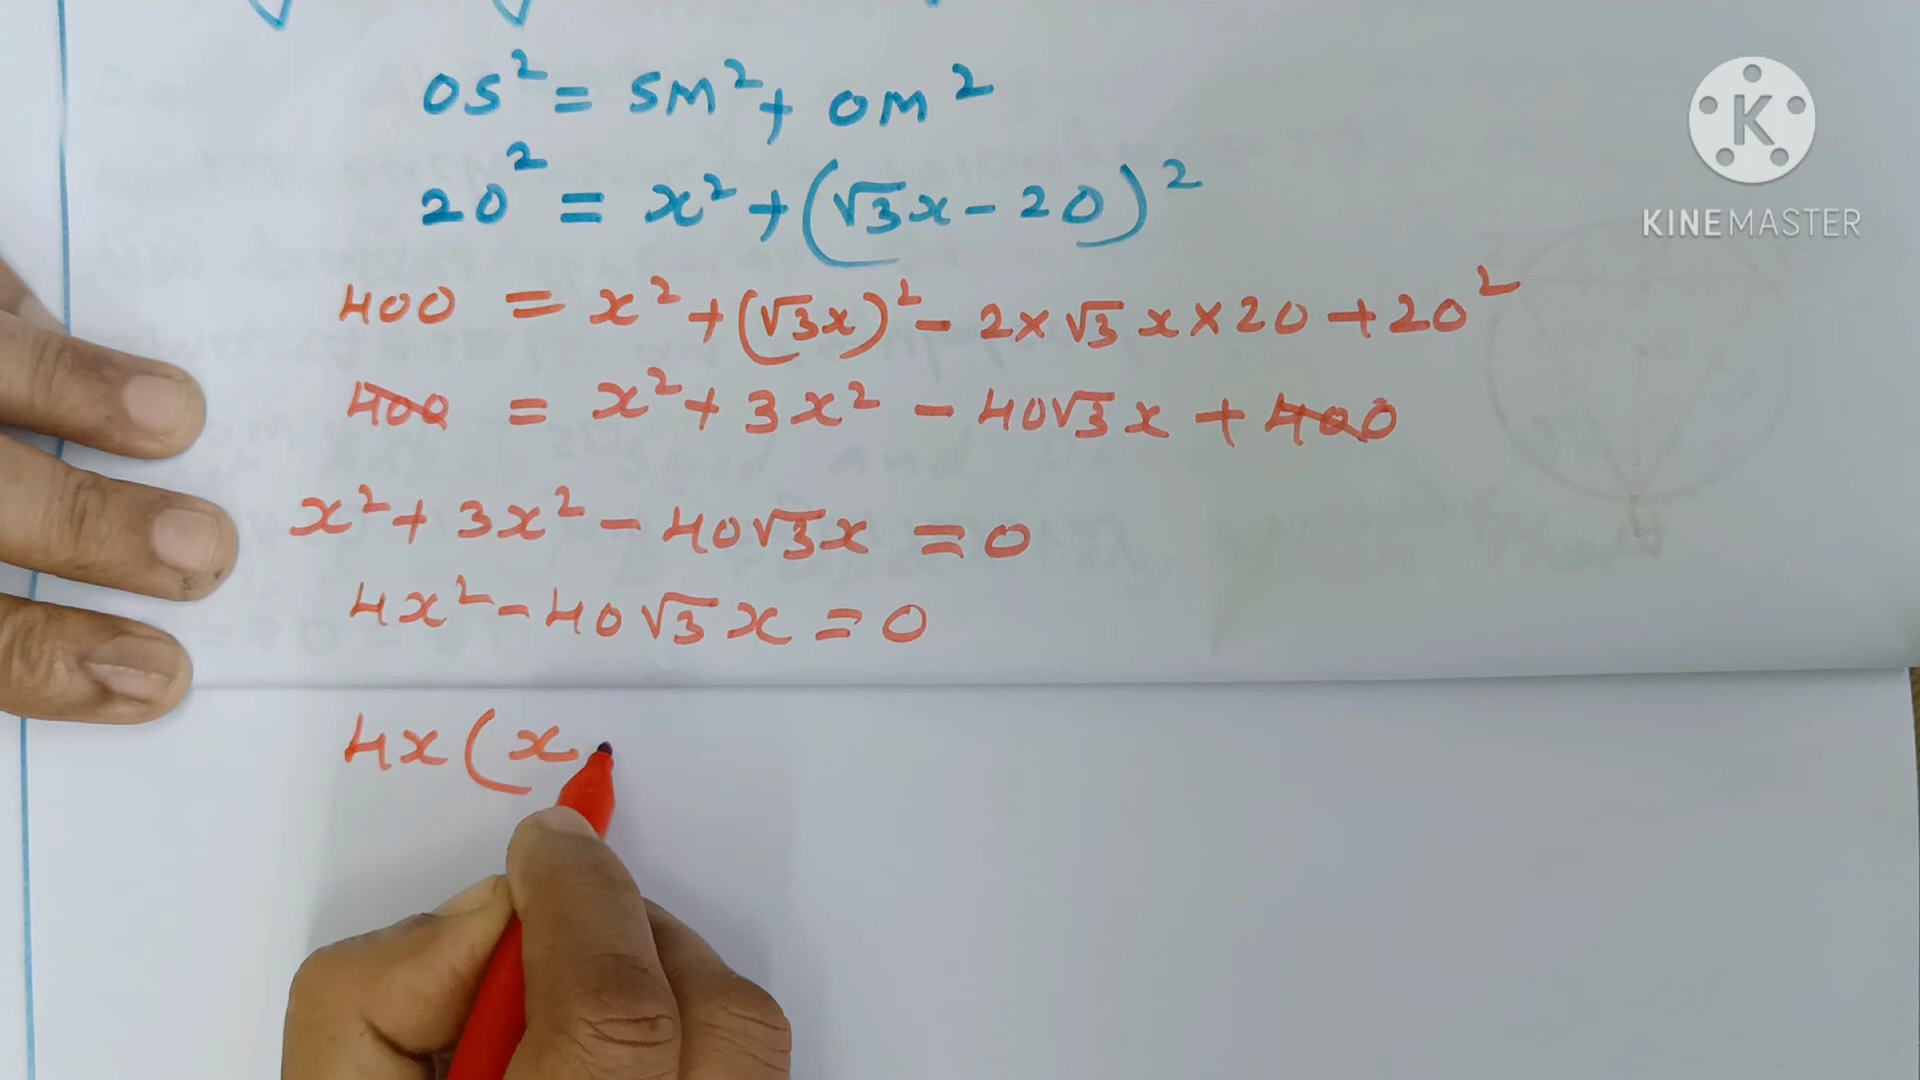 OS² = SM² + OM²
20² = x² + (√3x - 20)²
400 = x² + (√3x)² - 2×√3x×20 + 20²
400 = x² + 3x² - 40√3x + 400
x² + 3x² - 40√3x = 0
4x² - 40√3x = 0
4x(x
K
KINEMASTER